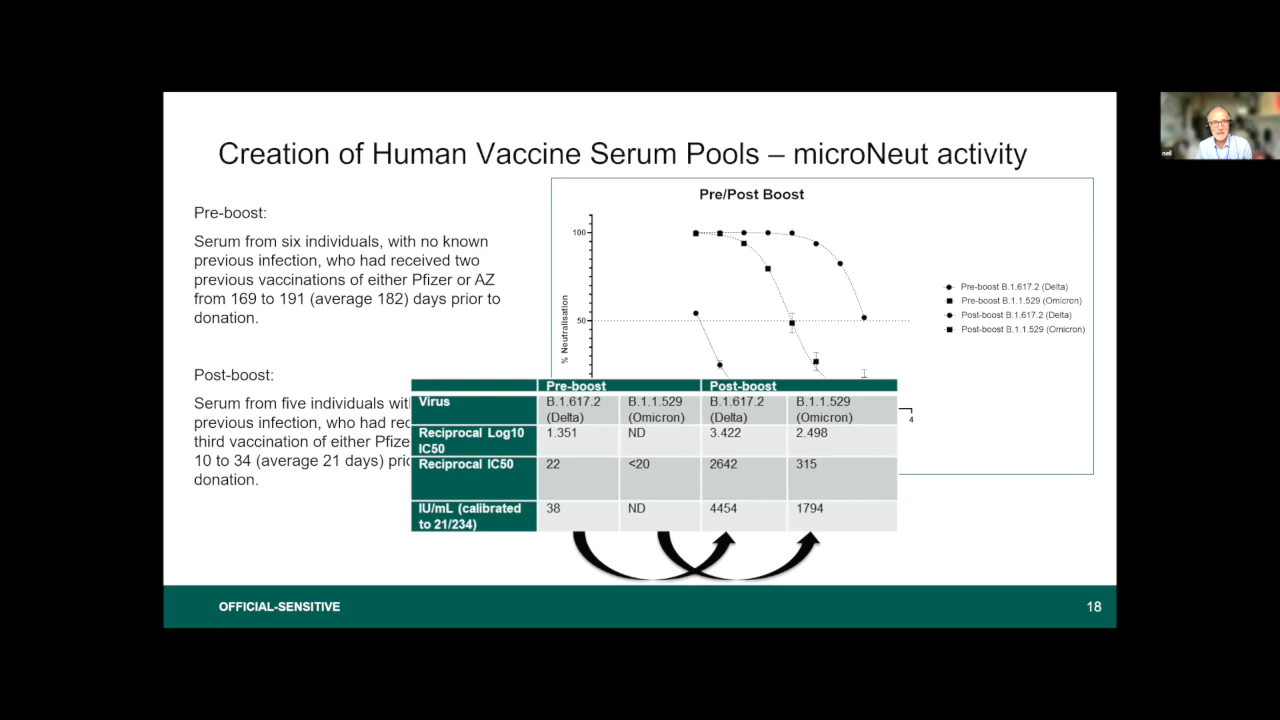 Creation of Human Vaccine Serum Pools – microNeut activity
Pre-boost:
Serum from six individuals, with no known
previous infection, who had received two
previous vaccinations of either Pfizer or AZ
from 169 to 191 (average 182) days prior to
donation.
Post-boost:
Serum from five individuals
previous infection, who had
third vaccination of either
10 to 34 (average 21 days)
donation.
Pre/Post Boost
100
50
% Neutralisation
4
Pre-boost B.1.617.2 (Delta)
Pre-boost B.1.1.529 (Omicron)
Post-boost B.1.617.2 (Delta)
Post-boost B.1.1.529 (Omicron)
Pre-boost Post-boost
Virus B.1.617.2 B.1.1.529 B.1.617.2 B.1.1.529
(Delta) (Omicron) (Delta) (Omicron)
Reciprocal Log10 1.351 ND 3.422 2.498
IC50
Reciprocal IC50 22 <20 2642 315
IU/mL (calibrated 38 ND 4454 1794
to 21/234)
OFFICIAL-SENSITIVE
18
neil